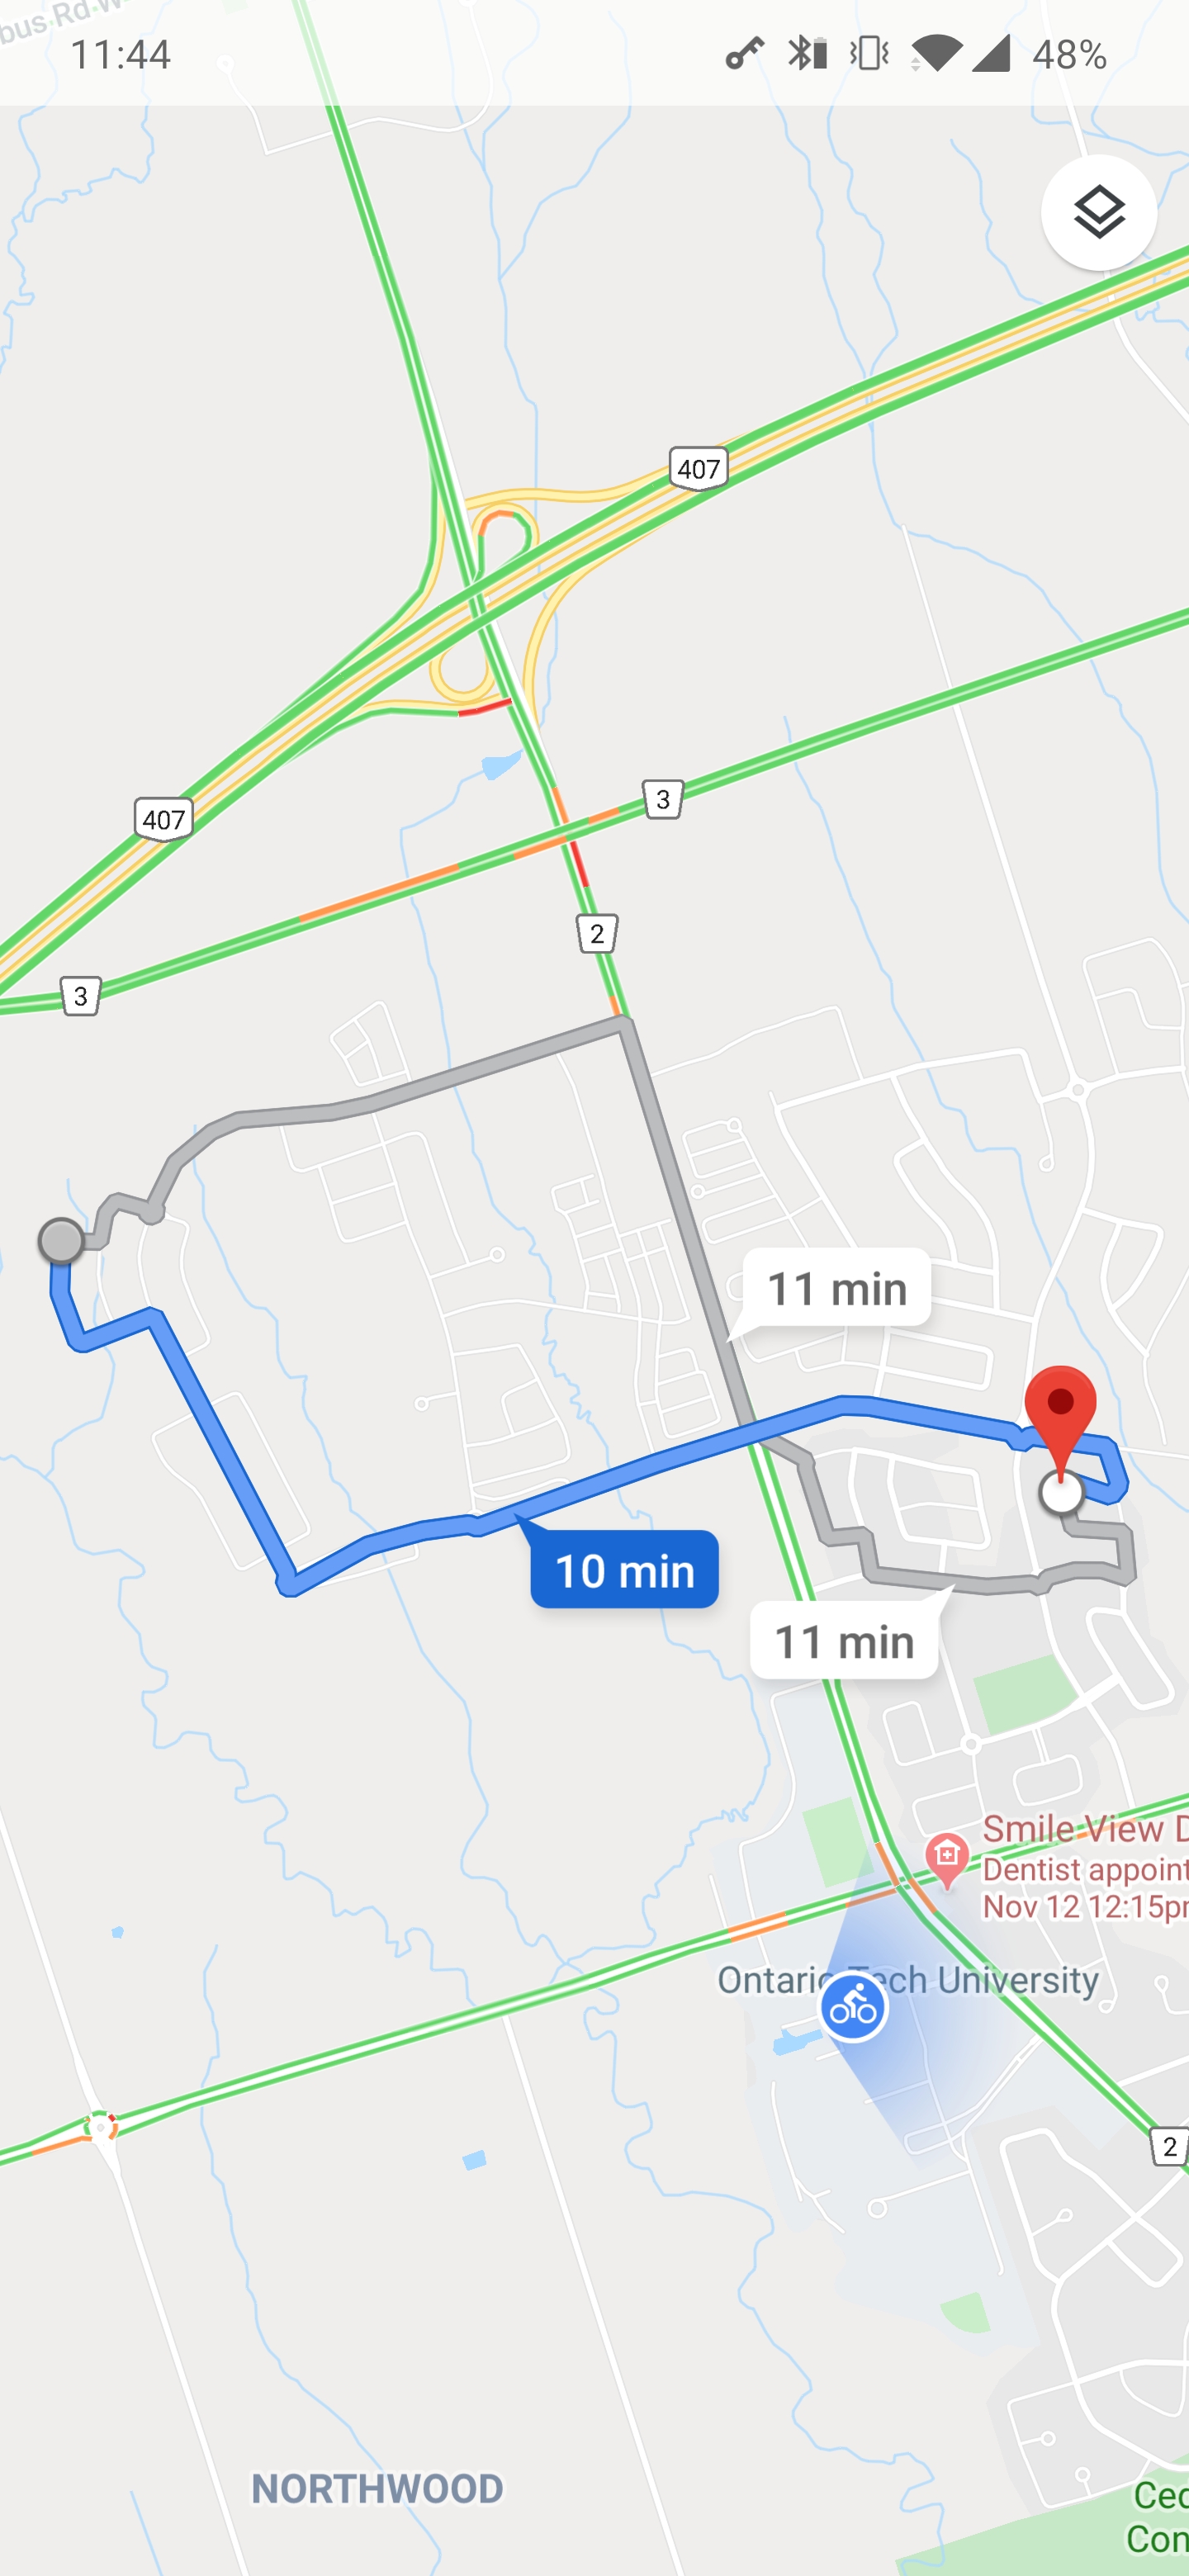 bus Rd W
11:44
48%
407
407
3
3
2
11 min
10 min
11 min
Smile View D
Dentist appoint
Nov 12 12:15pm
Ontario Tech University
2
NORTHWOOD
Ced
Con